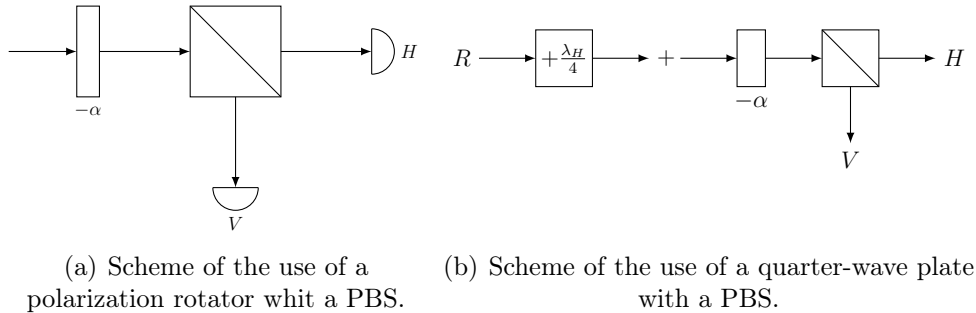 −α
H
V
R
+λ_H/4
+
−α
H
V
(a) Scheme of the use of a
polarization rotator whit a PBS.
(b) Scheme of the use of a quarter-wave plate
with a PBS.